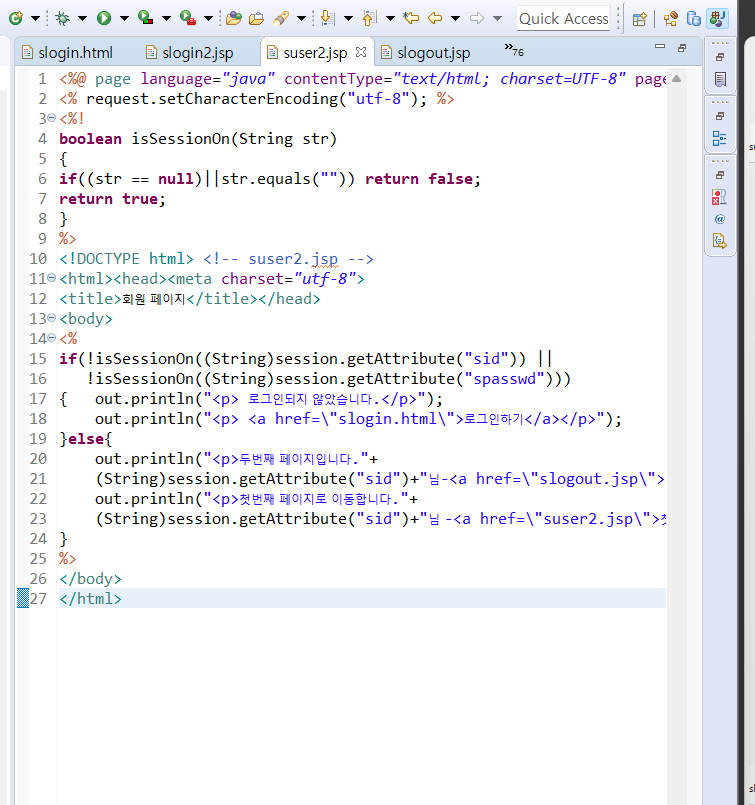 Quick Access
slogin.html slogin2.jsp suser2.jsp slogout.jsp »76
1 <%@ page language="java" contentType="text/html; charset=UTF-8" page
2 <% request.setCharacterEncoding("utf-8"); %>
3 <%!
4 boolean isSessionOn(String str)
5 {
6 if((str == null)||str.equals("")) return false;
7 return true;
8 }
9 %>
10 <!DOCTYPE html> <!-- suser2.jsp -->
11 <html><head><meta charset="utf-8">
12 <title>회원 페이지</title></head>
13 <body>
14 <%
15 if(!isSessionOn((String)session.getAttribute("sid")) ||
16 !isSessionOn((String)session.getAttribute("spasswd")))
17 { out.println("<p> 로그인되지 않았습니다.</p>");
18 out.println("<p> <a href=\"slogin.html\">로그인하기</a></p>");
19 }else{
20 out.println("<p>두번째 페이지입니다."+
21 (String)session.getAttribute("sid")+"님-<a href=\"slogout.jsp\">
22 out.println("<p>첫번째 페이지로 이동합니다."+
23 (String)session.getAttribute("sid")+"님 -<a href=\"suser2.jsp\">
24 }
25 %>
26 </body>
27 </html>